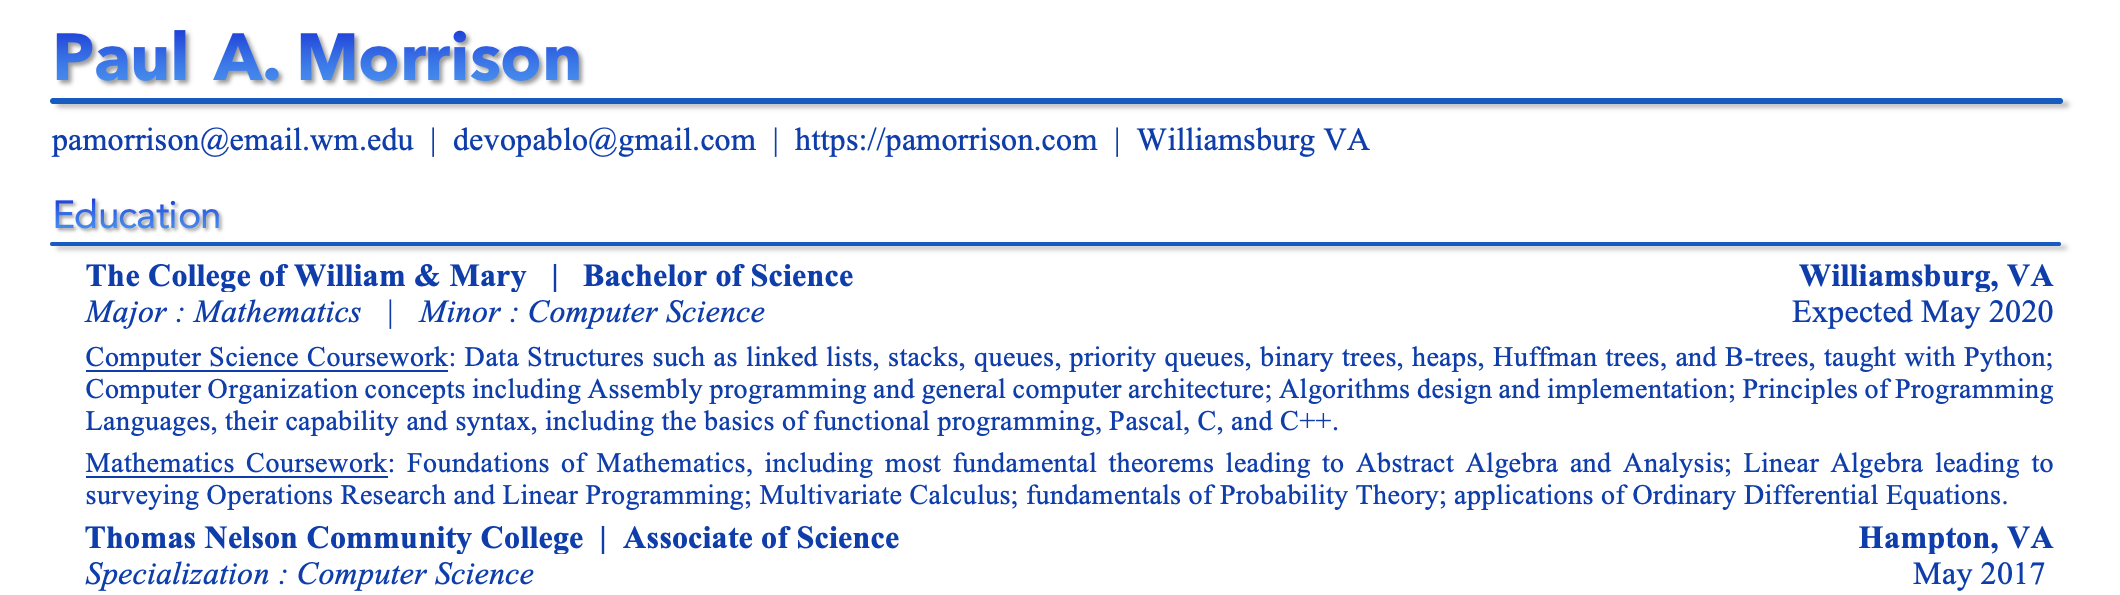 Paul A. Morrison
pamorrison@email.wm.edu | devopablo@gmail.com | https://pamorrison.com | Williamsburg VA
Education
The College of William & Mary | Bachelor of Science Williamsburg, VA
Major : Mathematics | Minor : Computer Science Expected May 2020
Computer Science Coursework: Data Structures such as linked lists, stacks, queues, priority queues, binary trees, heaps, Huffman trees, and B-trees, taught with Python;
Computer Organization concepts including Assembly programming and general computer architecture; Algorithms design and implementation; Principles of Programming
Languages, their capability and syntax, including the basics of functional programming, Pascal, C, and C++.
Mathematics Coursework: Foundations of Mathematics, including most fundamental theorems leading to Abstract Algebra and Analysis; Linear Algebra leading to
surveying Operations Research and Linear Programming; Multivariate Calculus; fundamentals of Probability Theory; applications of Ordinary Differential Equations.
Thomas Nelson Community College | Associate of Science Hampton, VA
Specialization : Computer Science May 2017